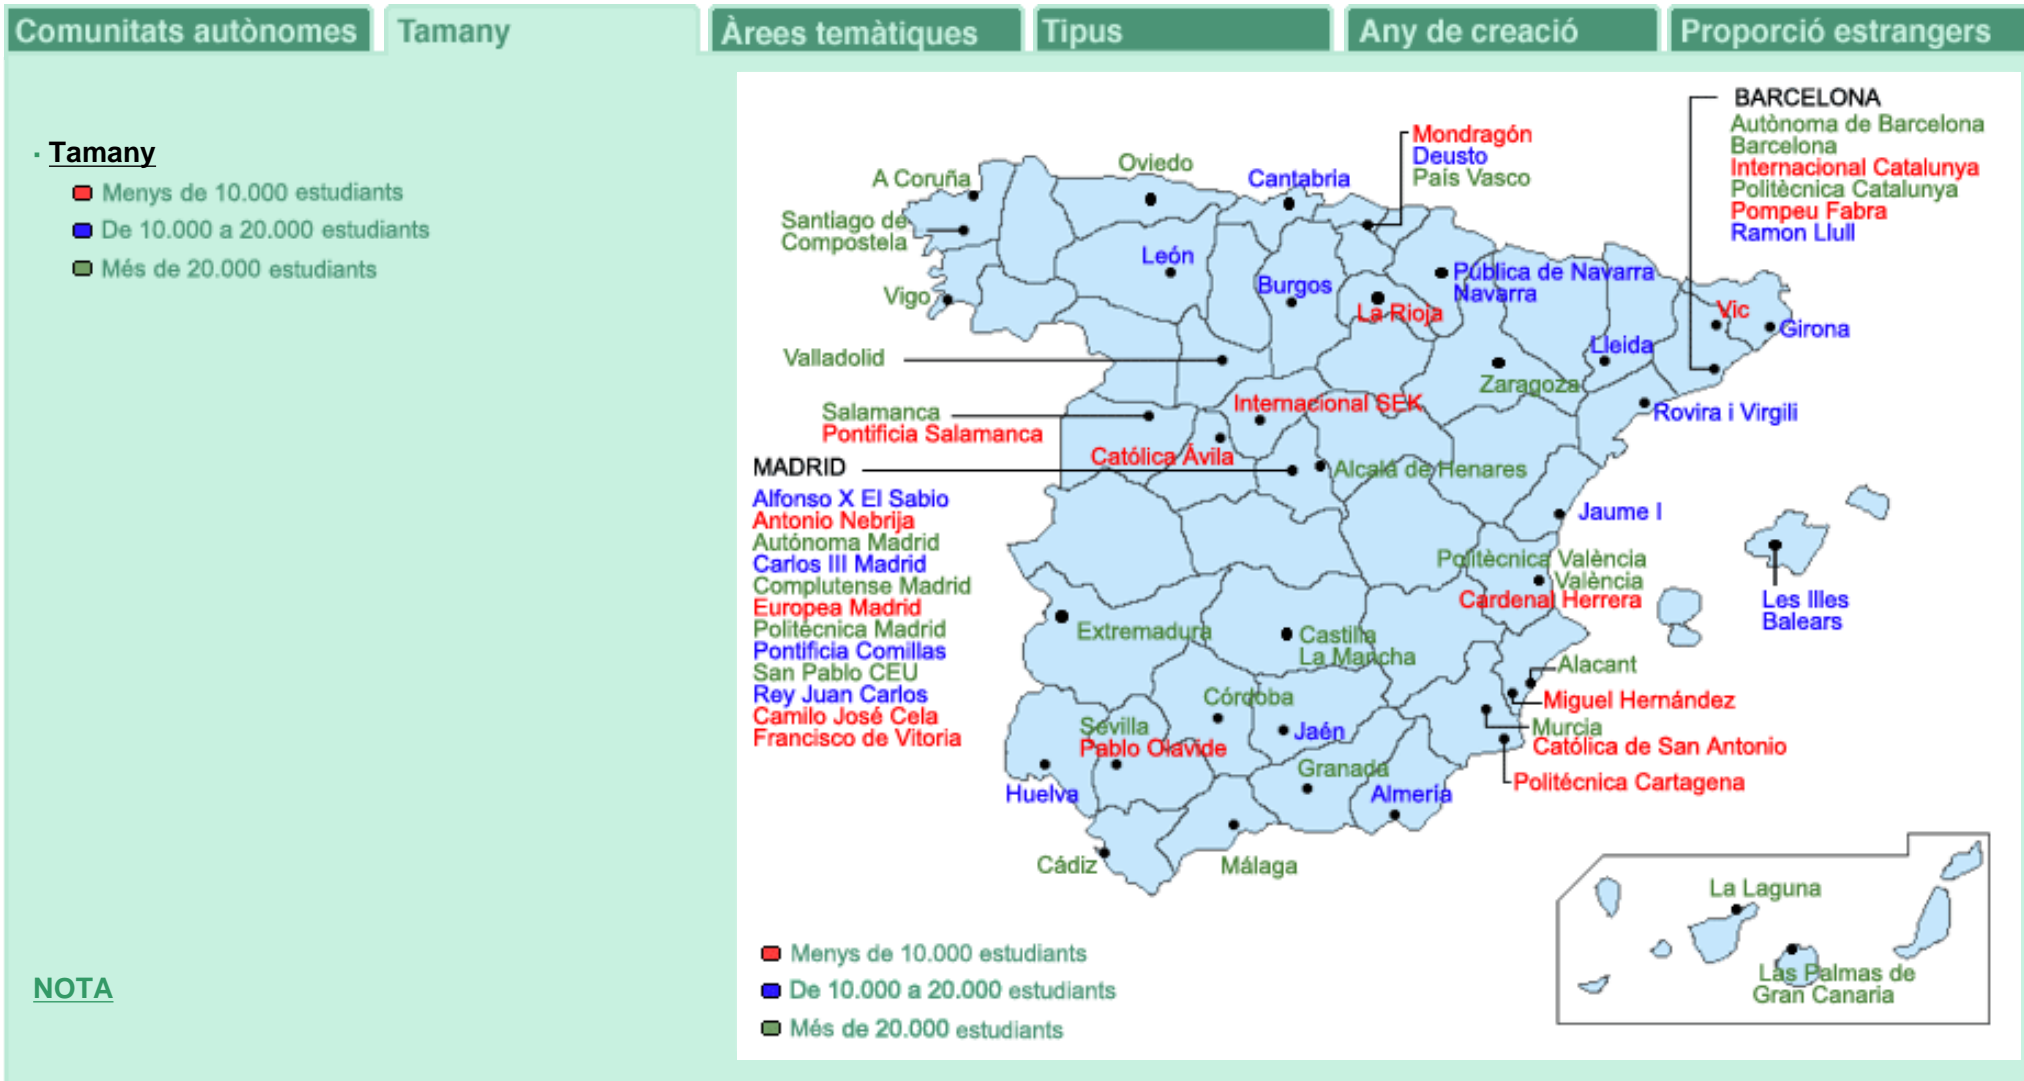 Comunitats autònomes
Tamany
Àrees temàtiques
Tipus
Any de creació
Proporció estrangers
· Tamany
Menys de 10.000 estudiants
De 10.000 a 20.000 estudiants
Més de 20.000 estudiants
NOTA
BARCELONA
Autònoma de Barcelona
Barcelona
Internacional Catalunya
Politècnica Catalunya
Pompeu Fabra
Ramon Llull
Mondragón
Deusto
País Vasco
Oviedo
Cantabria
A Coruña
Santiago de
Compostela
León
Burgos
Pública de Navarra
Navarra
Vigo
La Rioja
Vic
Girona
Lleida
Valladolid
Zaragoza
Internacional SEK
Rovira i Virgili
Salamanca
Pontificia Salamanca
Católica Ávila
Alcalá de Henares
MADRID
Alfonso X El Sabio
Antonio Nebrija
Autónoma Madrid
Carlos III Madrid
Complutense Madrid
Europea Madrid
Politécnica Madrid
Pontificia Comillas
San Pablo CEU
Rey Juan Carlos
Camilo José Cela
Francisco de Vitoria
Jaume I
Politècnica València
València
Cardenal Herrera
Les Illes
Balears
Extremadura
Castilla
La Mancha
Alacant
Miguel Hernández
Murcia
Católica de San Antonio
Politécnica Cartagena
Córdoba
Sevilla
Pablo Olavide
Jaén
Granada
Huelva
Almería
Cádiz
Málaga
La Laguna
Las Palmas de
Gran Canaria
Menys de 10.000 estudiants
De 10.000 a 20.000 estudiants
Més de 20.000 estudiants